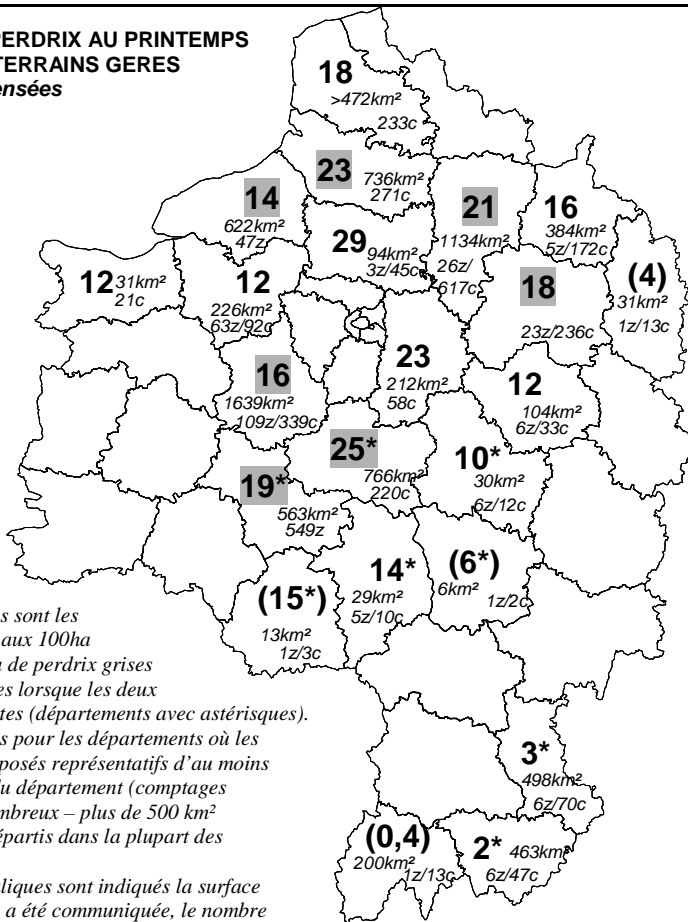 PERDRIX AU PRINTEMPS
TERRAINS GERES
ensées
18
>472km²
233c
23 736km²
271c
14
622km²
47z
21
1134km²
26z/
617c
16
384km²
5z/172c
29 94km²
3z/45c
12 31km²
21c
12
226km²
63z/92c
18
23z/236c
(4)
31km²
1z/13c
16
1639km²
109z/339c
23
212km²
58c
12
104km²
6z/33c
25*
766km²
220c
10*
30km²
6z/12c
19*
563km²
549z
(15*)
13km²
1z/3c
14*
29km²
5z/10c
(6*)
6km²
1z/2c
s sont les
aux 100ha
de perdrix grises
es lorsque les deux
tes (départements avec astérisques).
s pour les départements où les
posés représentatifs d'au moins
du département (comptages
mbreux – plus de 500 km²
épartis dans la plupart des
3*
498km²
6z/70c
(0,4)
200km²
1z/13c
2* 463km²
6z/47c
liques sont indiqués la surface
a été communiquée, le nombre